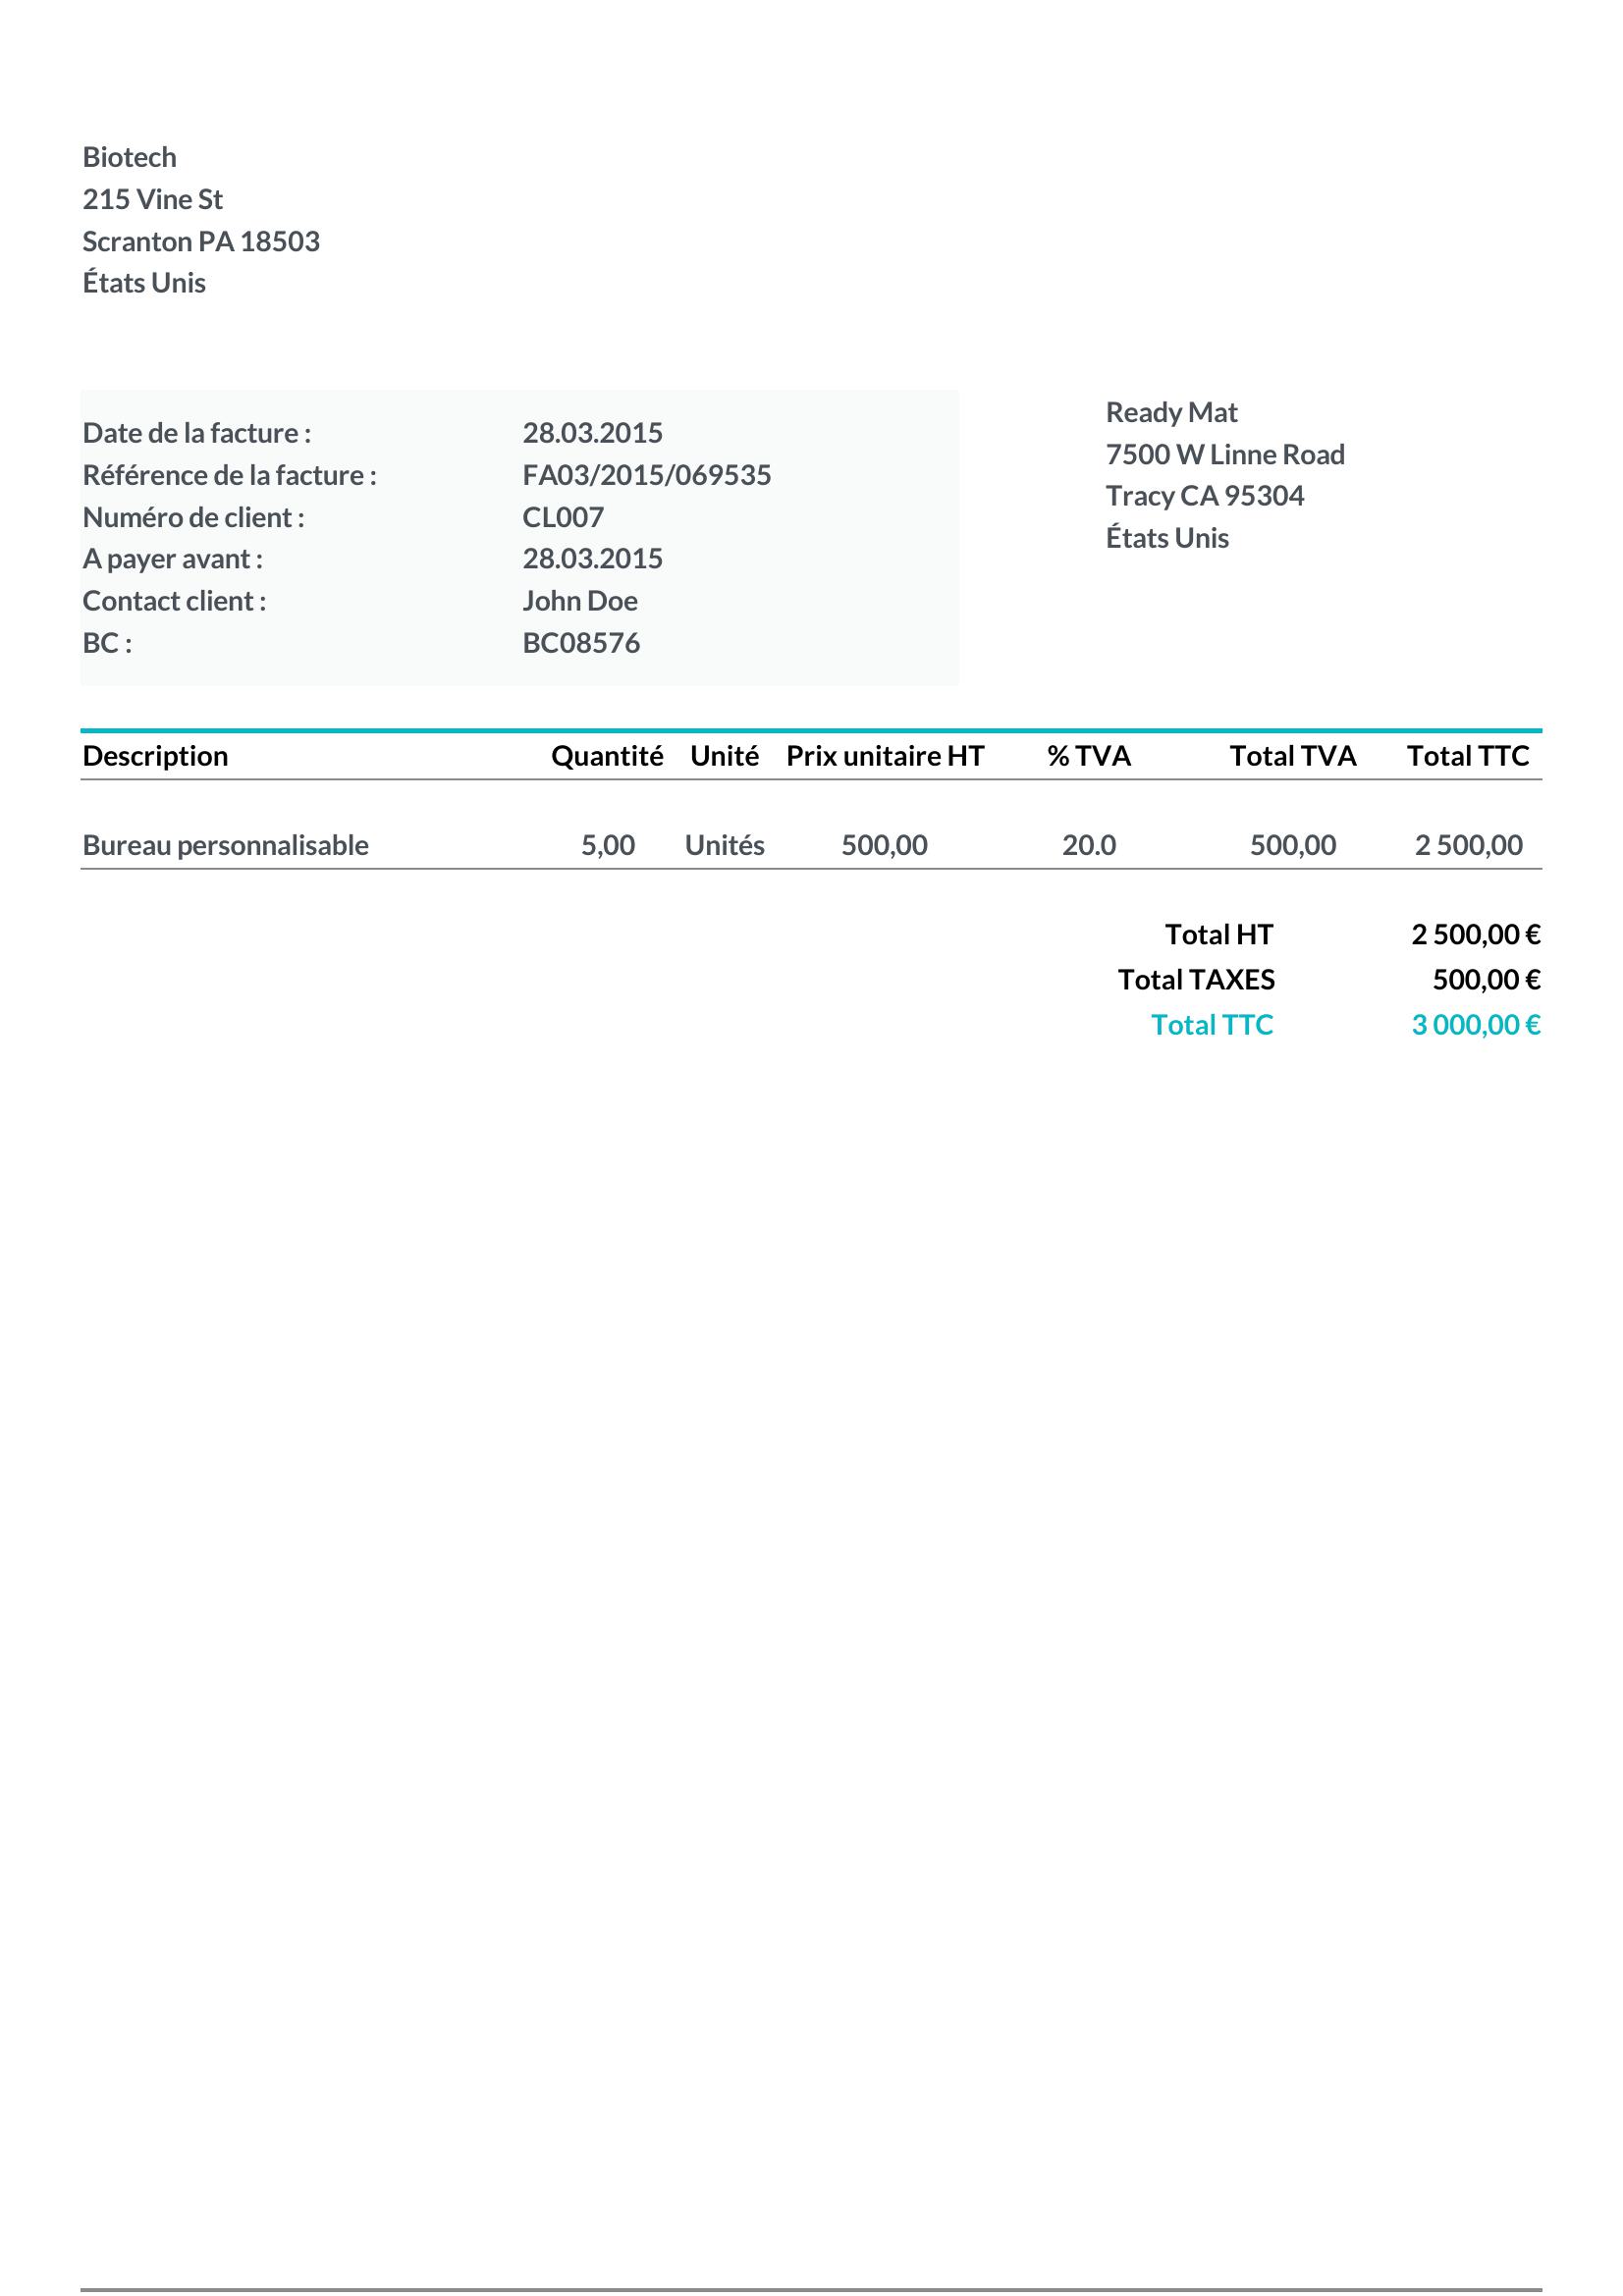 Biotech
215 Vine St
Scranton PA 18503
États Unis
Date de la facture : 28.03.2015
Référence de la facture : FA03/2015/069535
Numéro de client : CL007
A payer avant : 28.03.2015
Contact client : John Doe
BC : BC08576
Ready Mat
7500 W Linne Road
Tracy CA 95304
États Unis
Description Quantité Unité Prix unitaire HT % TVA Total TVA Total TTC
Bureau personnalisable 5,00 Unités 500,00 20.0 500,00 2 500,00
Total HT 2 500,00 €
Total TAXES 500,00 €
Total TTC 3 000,00 €